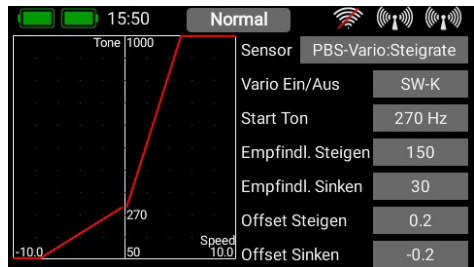 15:50 Normal
Tone 1000
270
Speed
-10.0 50 10.0
Sensor PBS-Vario:Steigrate
Vario Ein/Aus SW-K
Start Ton 270 Hz
Empfindl. Steigen 150
Empfindl. Sinken 30
Offset Steigen 0.2
Offset Sinken -0.2